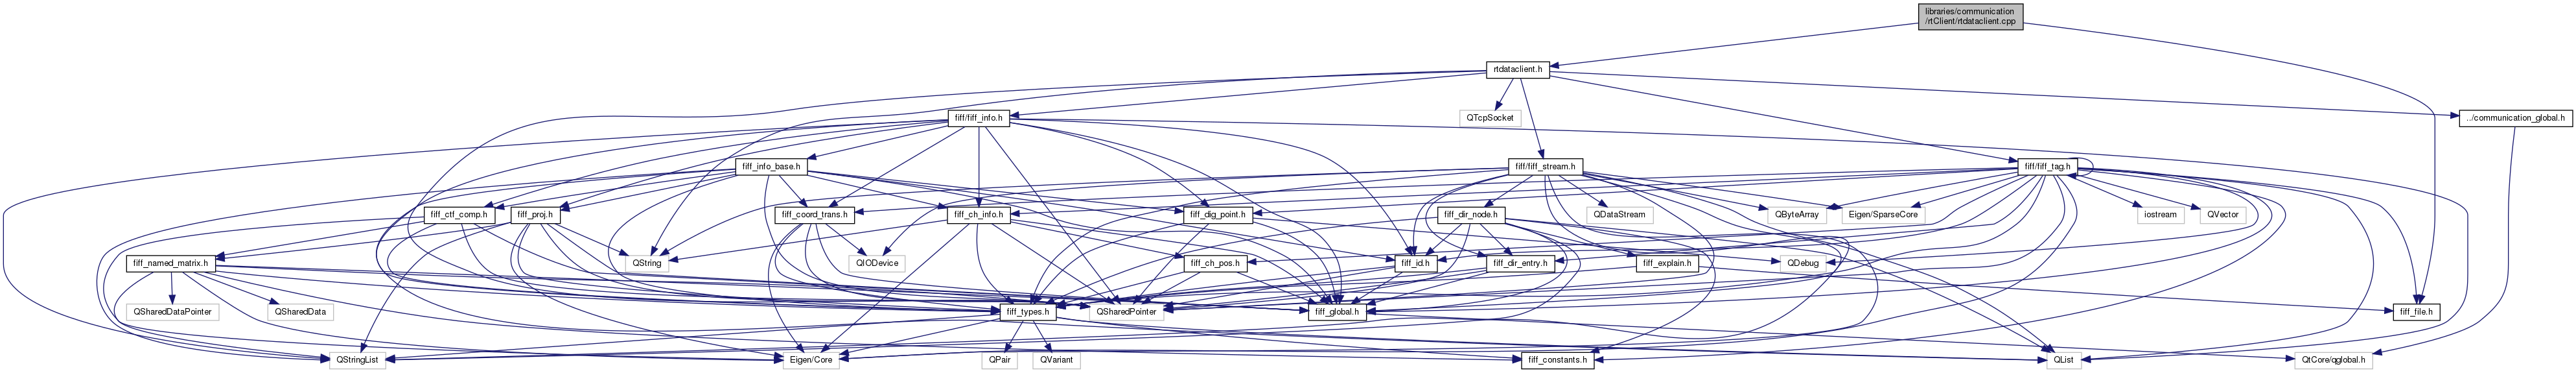 libraries/communication
/rtClient/rtdataclient.cpp
rtdataclient.h
fiff/fiff_info.h
QTcpSocket
../communication_global.h
fiff_info_base.h
fiff/fiff_stream.h
fiff/fiff_tag.h
fiff_ctf_comp.h
fiff_proj.h
fiff_coord_trans.h
fiff_ch_info.h
fiff_dig_point.h
fiff_dir_node.h
QDataStream
QByteArray
Eigen/SparseCore
iostream
QVector
fiff_named_matrix.h
QString
QIODevice
fiff_ch_pos.h
fiff_id.h
fiff_dir_entry.h
fiff_explain.h
QDebug
QSharedDataPointer
QSharedData
fiff_types.h
QSharedPointer
fiff_global.h
fiff_file.h
QStringList
Eigen/Core
QPair
QVariant
fiff_constants.h
QList
QtCore/qglobal.h